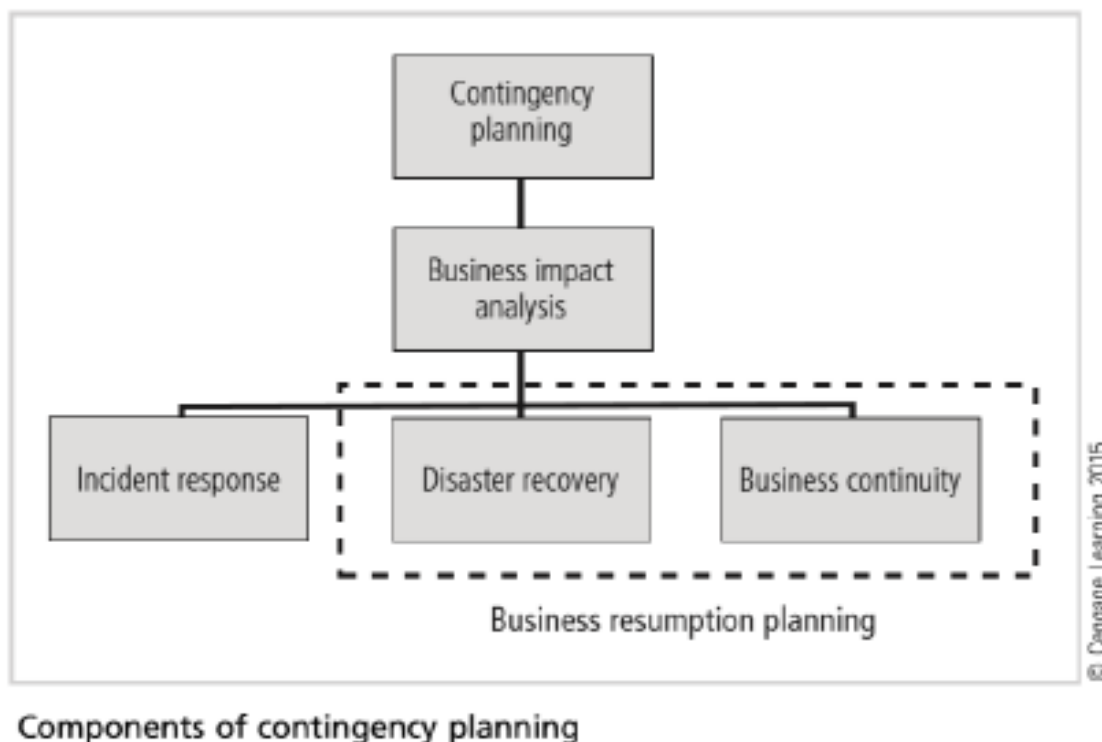 Contingency
planning
Business impact
analysis
Incident response
Disaster recovery
Business continuity
Business resumption planning
© Cengage Learning 2015
Components of contingency planning